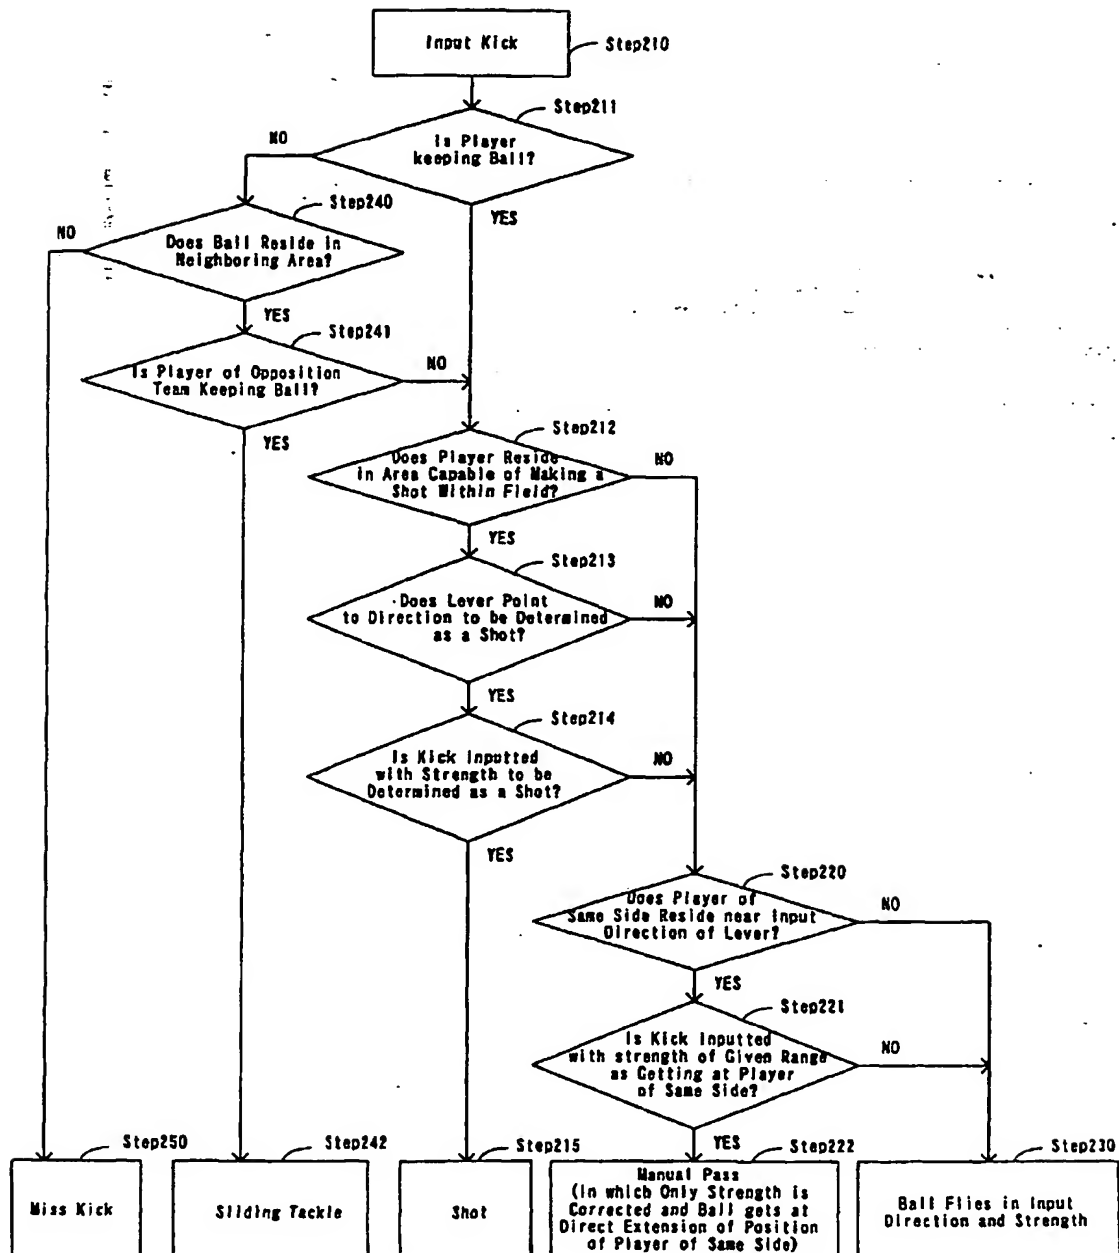 Input Kick
Step210
Step211
NO
Is Player
keeping Ball?
YES
Step240
NO
Does Ball Reside in
Neighboring Area?
YES
Step241
Is Player of Opposition
Team Keeping Ball?
NO
YES
Step212
Does Player Reside
in Area Capable of Making a
Shot Within Field?
NO
YES
Step213
Does Lever Point
to Direction to be Determined
as a Shot?
NO
YES
Step214
Is Kick Inputted
with Strength to be
Determined as a Shot?
NO
YES
Step220
Does Player of
Same Side Reside near Input
Direction of Lever?
NO
YES
Step221
Is Kick Inputted
with strength of Given Range
as Getting at Player
of Same Side?
NO
YES
Step250
Miss Kick
Step242
Sliding Tackle
Step215
Shot
Step222
Manual Pass
(in which Only Strength is
Corrected and Ball gets at
Direct Extension of Position
of Player of Same Side)
Step230
Ball Flies in Input
Direction and Strength